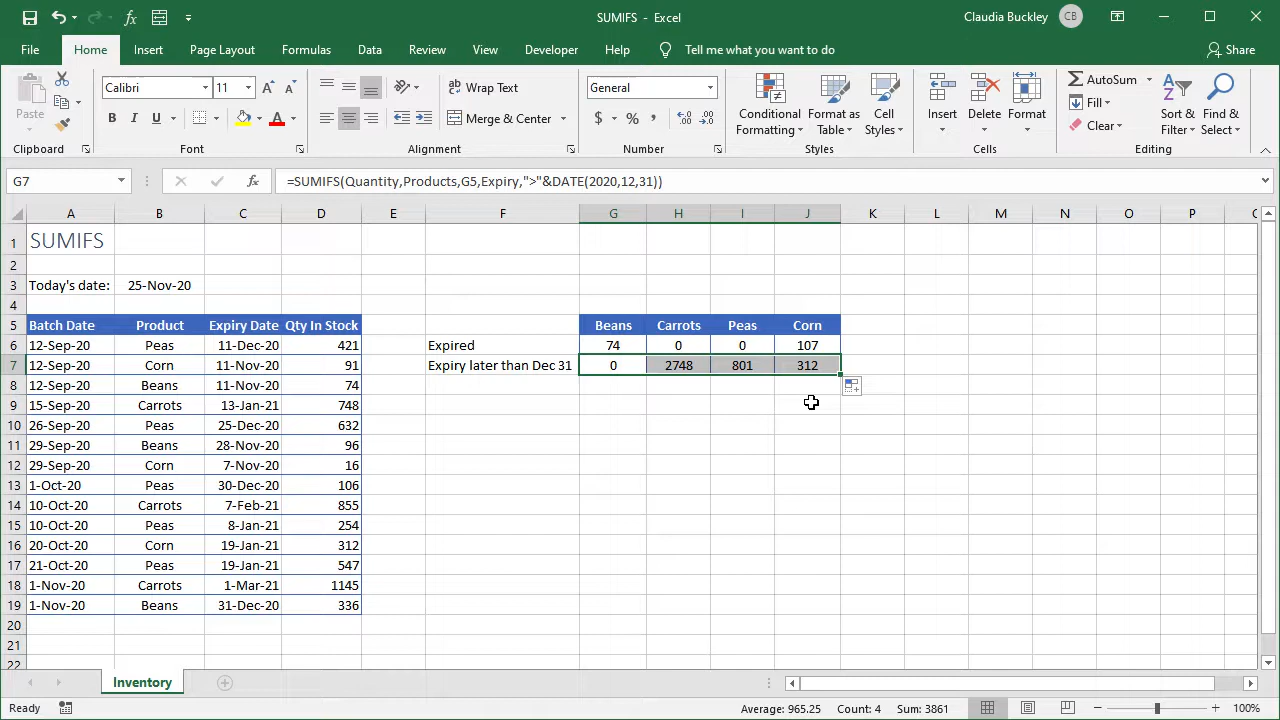 SUMIFS - Excel
Claudia Buckley CB
File Home Insert Page Layout Formulas Data Review View Developer Help Tell me what you want to do Share
Paste
Clipboard
Calibri 11
B I U A A A
Font
Wrap Text
Merge & Center
Alignment
General
$ % ,
Number
Conditional Formatting
Format as Table
Cell Styles
Styles
Insert
Delete
Format
Cells
AutoSum
Fill
Clear
Sort & Filter
Find & Select
Editing
G7 fx =SUMIFS(Quantity,Products,G5,Expiry,">"&DATE(2020,12,31))
A B C D E F G H I J K L M N O P
1 SUMIFS
2
3 Today's date: 25-Nov-20
4
5 Batch Date Product Expiry Date Qty In Stock Beans Carrots Peas Corn
6 12-Sep-20 Peas 11-Dec-20 421 Expired 74 0 0 107
7 12-Sep-20 Corn 11-Nov-20 91 Expiry later than Dec 31 0 2748 801 312
8 12-Sep-20 Beans 11-Nov-20 74
9 15-Sep-20 Carrots 13-Jan-21 748
10 26-Sep-20 Peas 25-Dec-20 632
11 29-Sep-20 Beans 28-Nov-20 96
12 29-Sep-20 Corn 7-Nov-20 16
13 1-Oct-20 Peas 30-Dec-20 106
14 10-Oct-20 Carrots 7-Feb-21 855
15 10-Oct-20 Peas 8-Jan-21 254
16 20-Oct-20 Corn 19-Jan-21 312
17 21-Oct-20 Peas 19-Jan-21 547
18 1-Nov-20 Carrots 1-Mar-21 1145
19 1-Nov-20 Beans 31-Dec-20 336
20
21
22
Inventory
Ready Average: 965.25 Count: 4 Sum: 3861 100%